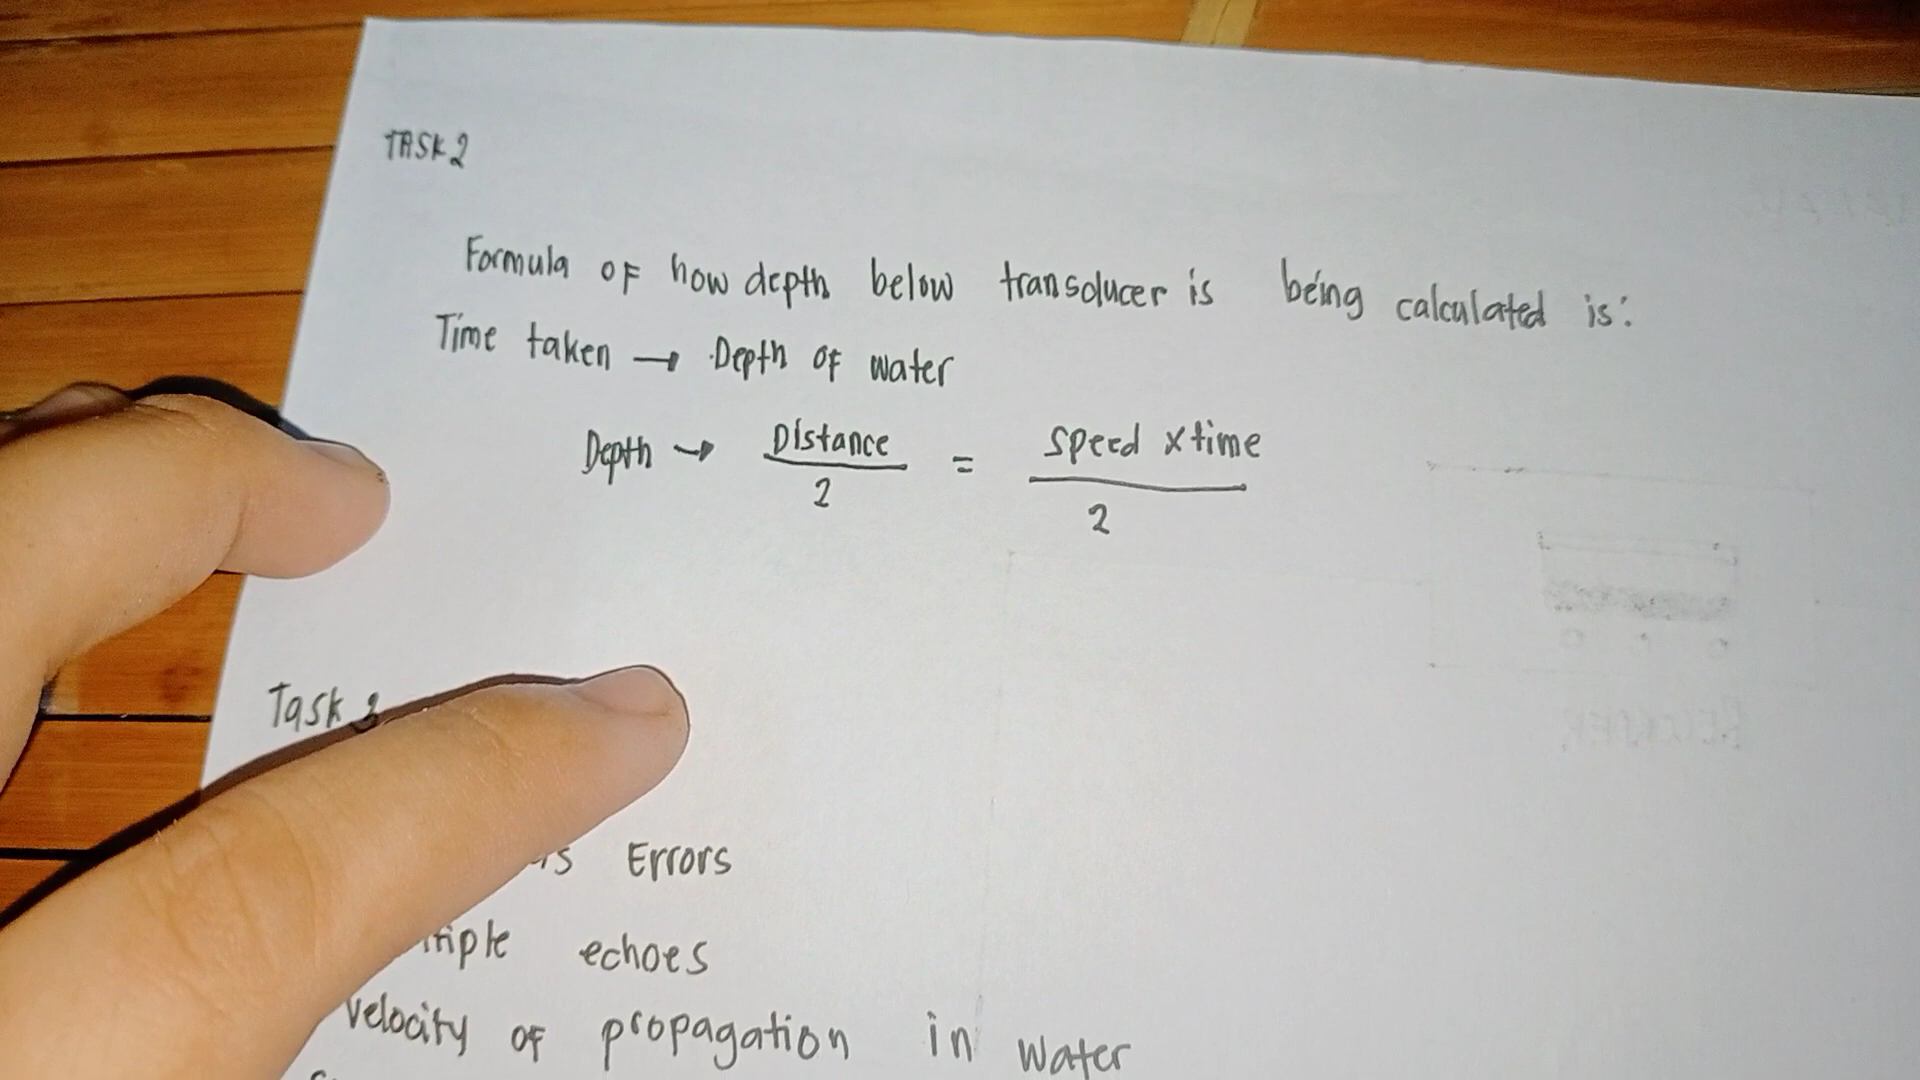 TASK 2
Formula of how depth below transducer is being calculated is:
Time taken → Depth of water
Depth → Distance / 2 = speed x time / 2
Task 3
Errors
echoes
velocity of propagation in water